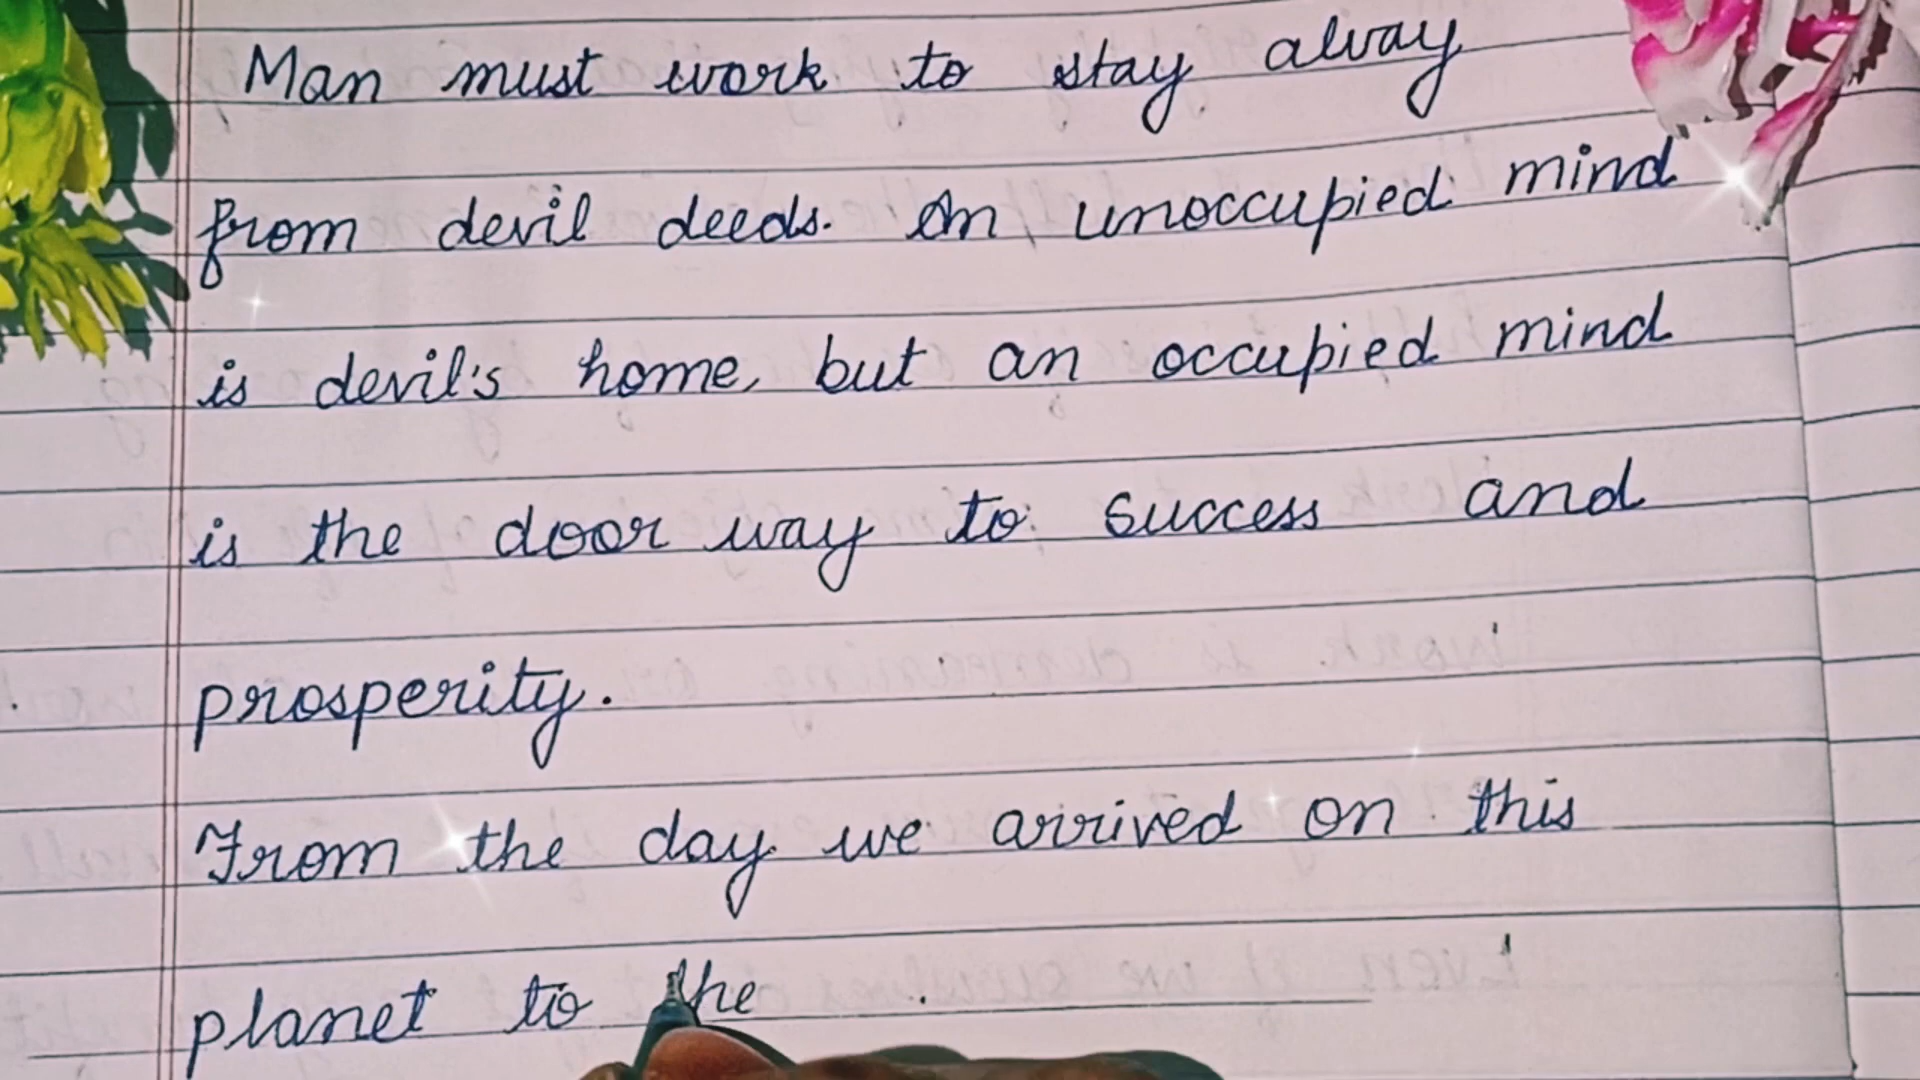 Man must work to stay alway
from devil deeds. An unoccupied mind
is devil's home, but an occupied mind
is the door way to success and
prosperity.
From the day we arrived on this
planet to the